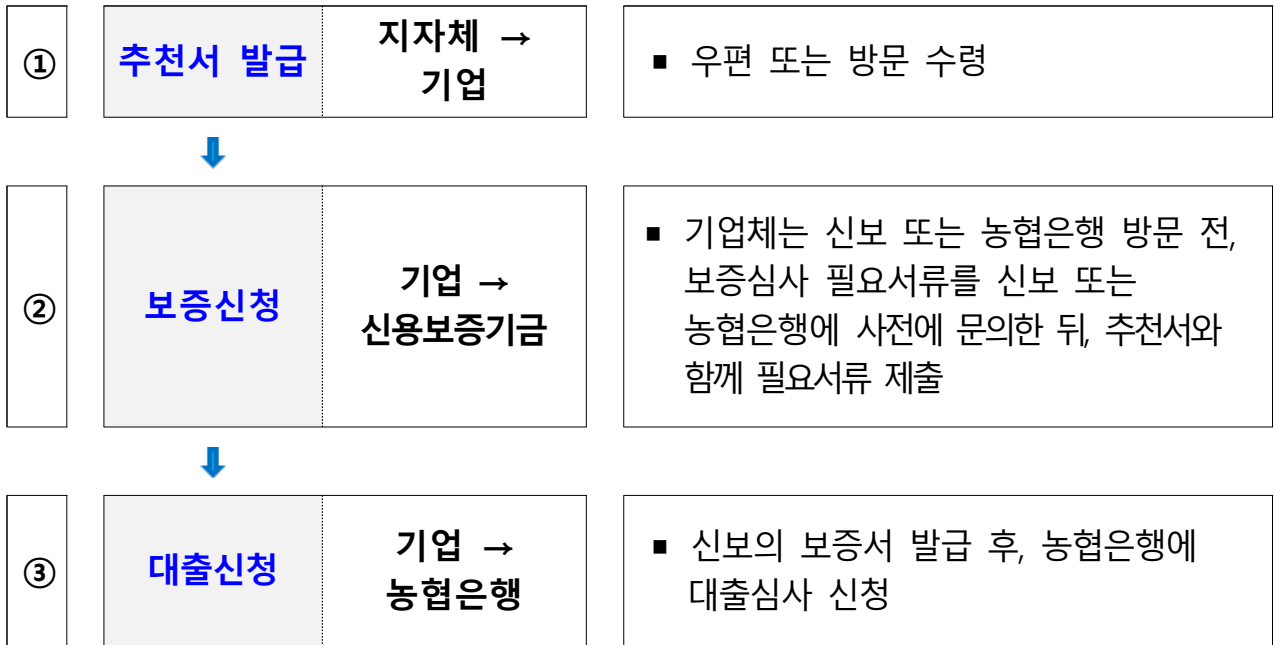 ①
추천서 발급
지자체 →
기업
▪ 우편 또는 방문 수령
②
보증신청
기업 →
신용보증기금
▪ 기업체는 신보 또는 농협은행 방문 전,
보증심사 필요서류를 신보 또는
농협은행에 사전에 문의한 뒤, 추천서와
함께 필요서류 제출
③
대출신청
기업 →
농협은행
▪ 신보의 보증서 발급 후, 농협은행에
대출심사 신청